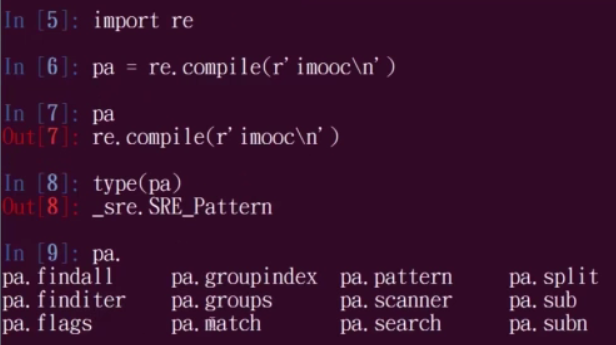 In [5]: import re
In [6]: pa = re.compile(r'imooc\n')
In [7]: pa
Out[7]: re.compile(r'imooc\n')
In [8]: type(pa)
Out[8]: _sre.SRE_Pattern
In [9]: pa.
pa.findall pa.groupindex pa.pattern pa.split
pa.finditer pa.groups pa.scanner pa.sub
pa.flags pa.match pa.search pa.subn